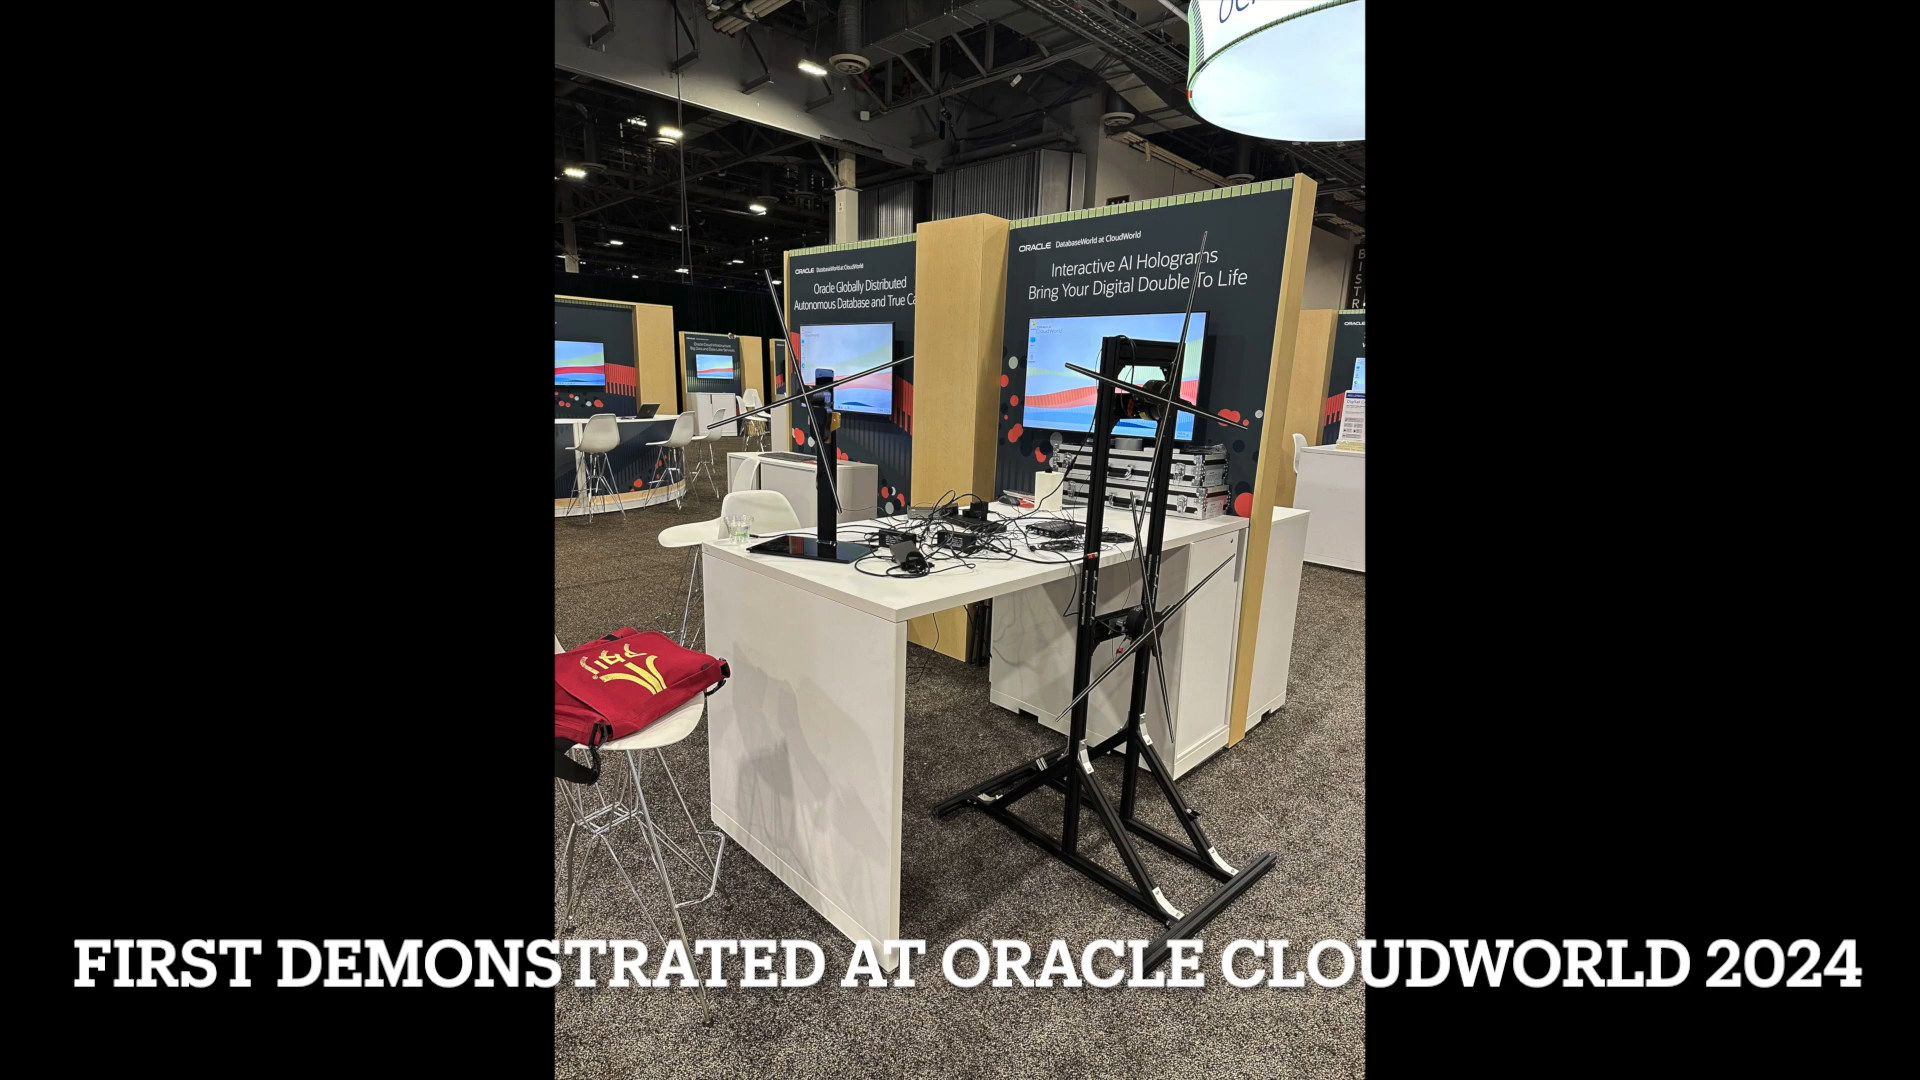 ORACLE DatabaseWorld at CloudWorld
Interactive AI Holograms
Bring Your Digital Double To Life
ORACLE DatabaseWorld at CloudWorld
Oracle Globally Distributed
Autonomous Database and True
ORACLE
FIRST DEMONSTRATED AT ORACLE CLOUDWORLD 2024